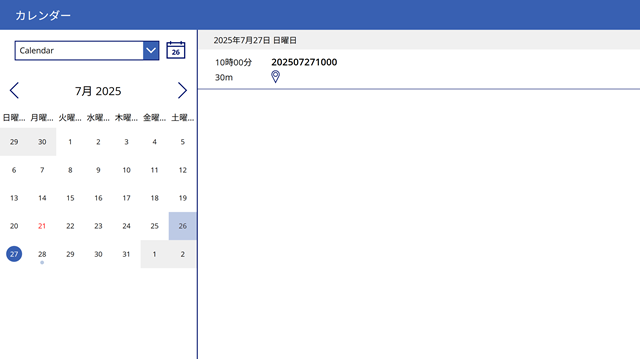 カレンダー
Calendar
26
7月 2025
日曜... 月曜... 火曜... 水曜... 木曜... 金曜... 土曜...
29 30 1 2 3 4 5
6 7 8 9 10 11 12
13 14 15 16 17 18 19
20 21 22 23 24 25 26
27 28 29 30 31 1 2
2025年7月27日 日曜日
10時00分 202507271000
30m